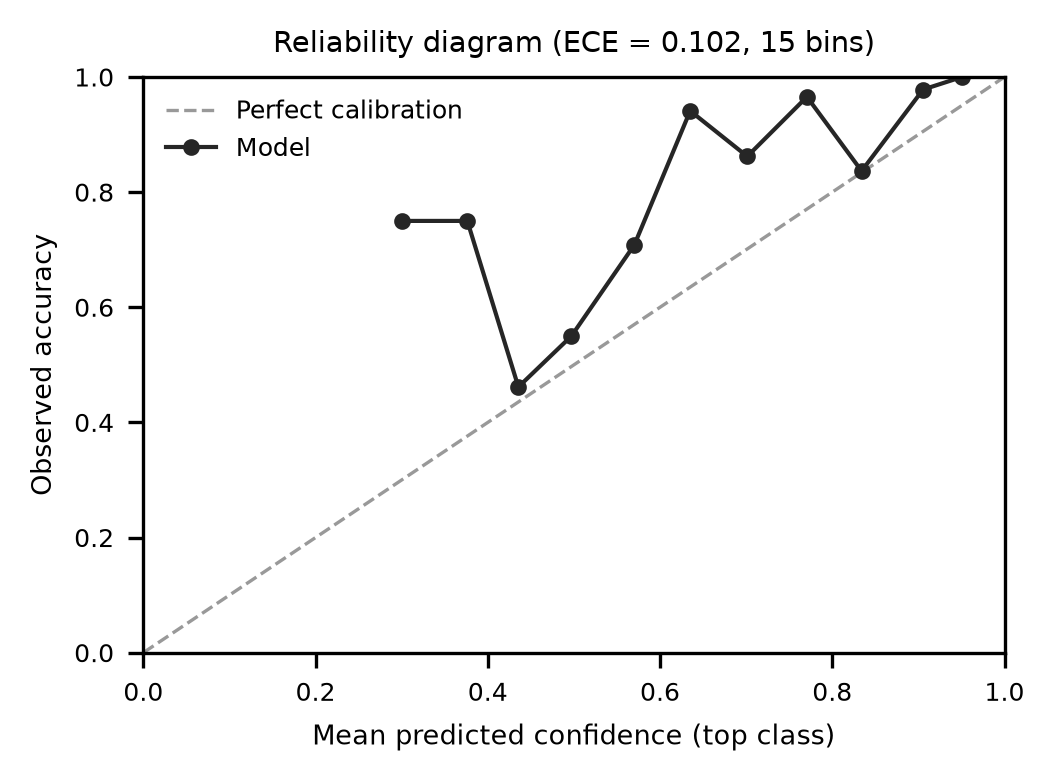 Reliability diagram (ECE = 0.102, 15 bins)
Perfect calibration
Model
Observed accuracy
1.0
0.8
0.6
0.4
0.2
0.0
0.0 0.2 0.4 0.6 0.8 1.0
Mean predicted confidence (top class)